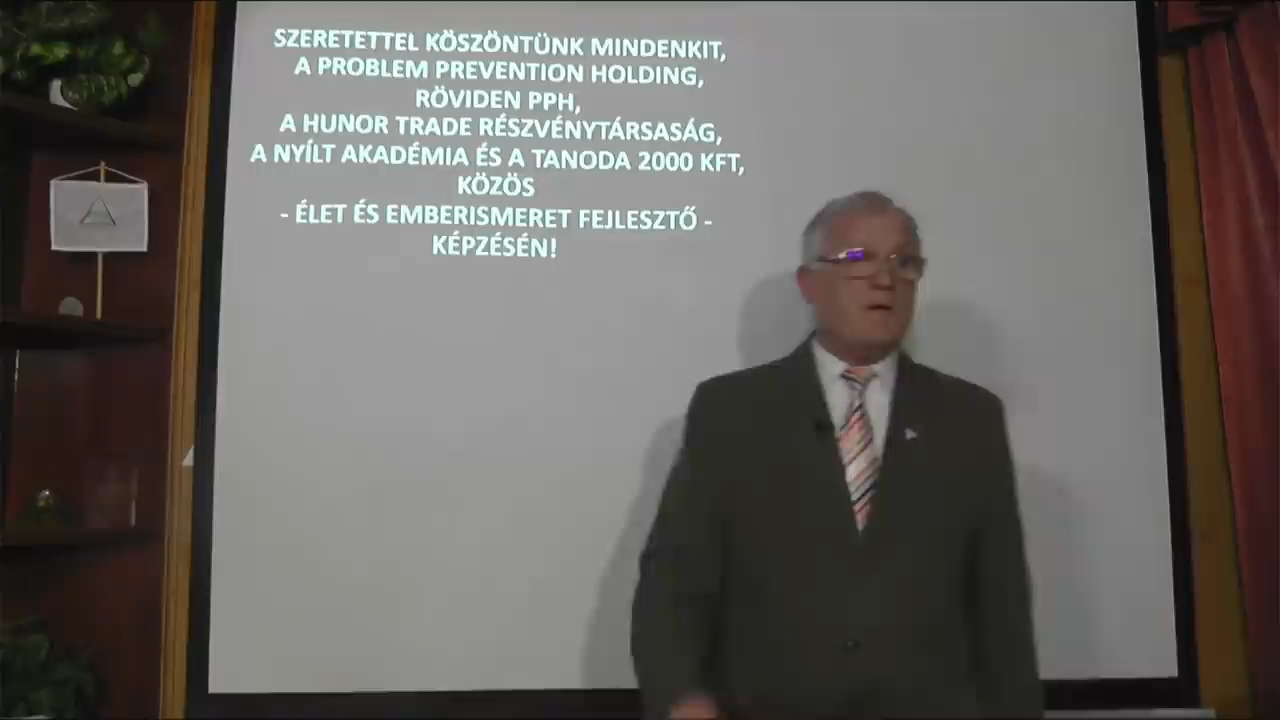 SZERETETTEL KÖSZÖNTÜNK MINDENKIT,
A PROBLEM PREVENTION HOLDING,
RÖVIDEN PPH,
A HUNOR TRADE RÉSZVÉNYTÁRSASÁG,
A NYÍLT AKADÉMIA ÉS A TANODA 2000 KFT,
KÖZÖS
- ÉLET ÉS EMBERISMERET FEJLESZTŐ -
KÉPZÉSÉN!